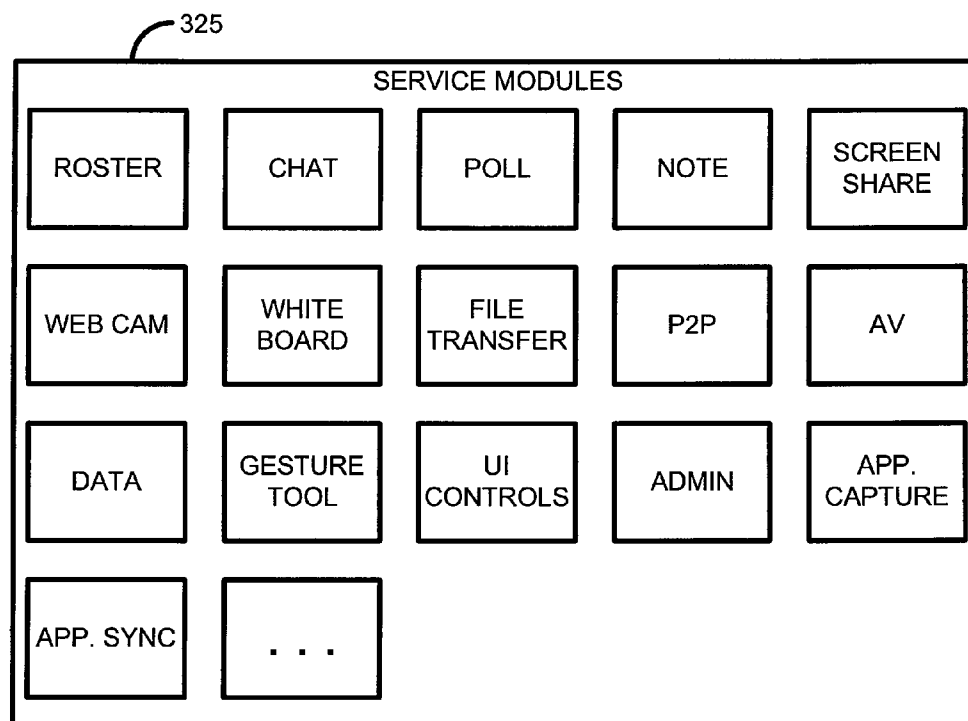 325
SERVICE MODULES
ROSTER
CHAT
POLL
NOTE
SCREEN
SHARE
WEB CAM
WHITE
BOARD
FILE
TRANSFER
P2P
AV
DATA
GESTURE
TOOL
UI
CONTROLS
ADMIN
APP.
CAPTURE
APP. SYNC
. . .